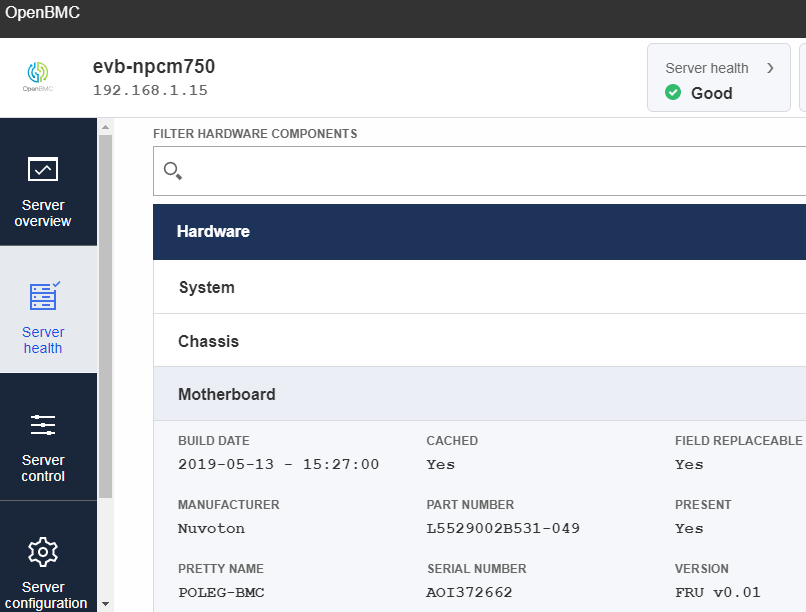 OpenBMC
OpenBMC
evb-npcm750
192.168.1.15
Server health
Good
Server overview
Server health
Server control
Server configuration
FILTER HARDWARE COMPONENTS
Hardware
System
Chassis
Motherboard
BUILD DATE CACHED FIELD REPLACEABLE
2019-05-13 - 15:27:00 Yes Yes
MANUFACTURER PART NUMBER PRESENT
Nuvoton L5529002B531-049 Yes
PRETTY NAME SERIAL NUMBER VERSION
POLEG-BMC AOI372662 FRU v0.01